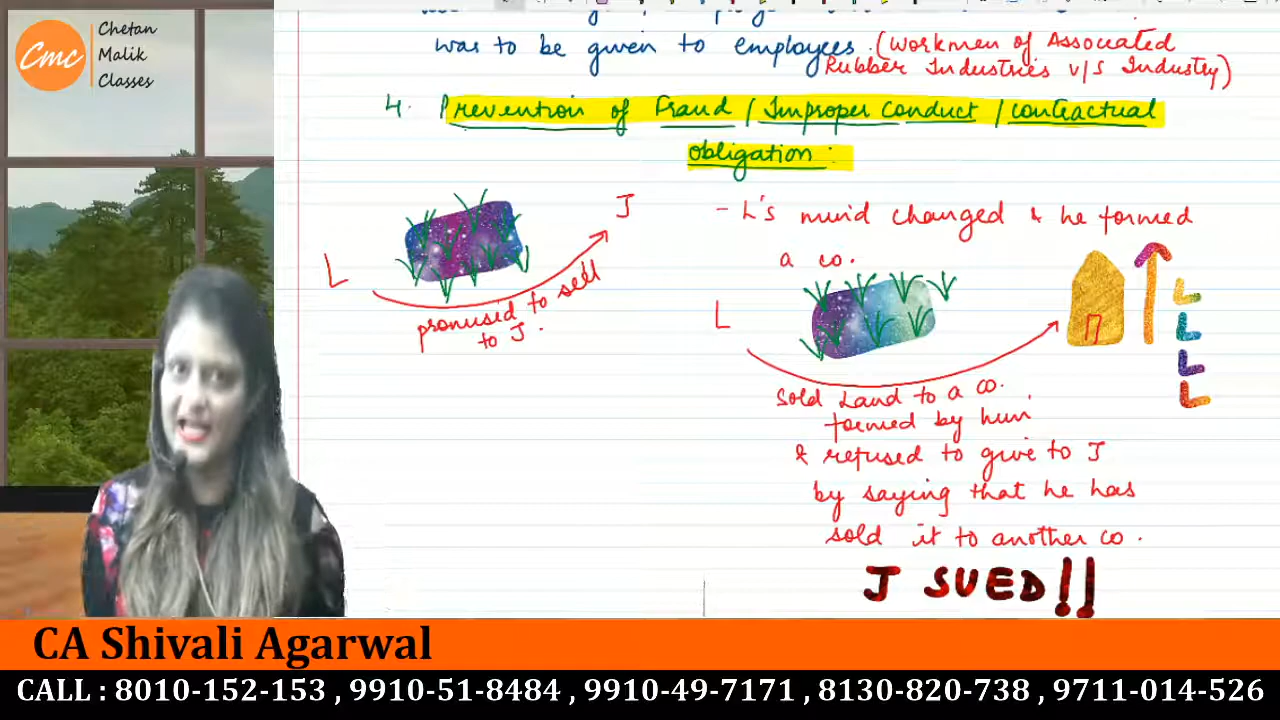 Chetan
Malik
Classes
CMC
was to be given to employees. (Workmen of Associated
Rubber Industries v/s Industry)
4. Prevention of Fraud / Improper Conduct / contractual
obligation :
L
J
promised to sell
to J.
- L's mind changed & he formed
a co.
L
L
L
L
L
Sold Land to a co.
formed by him
& refused to give to J
by saying that he has
sold it to another co.
J SUED!!
CA Shivali Agarwal
CALL : 8010-152-153 , 9910-51-8484 , 9910-49-7171 , 8130-820-738 , 9711-014-526